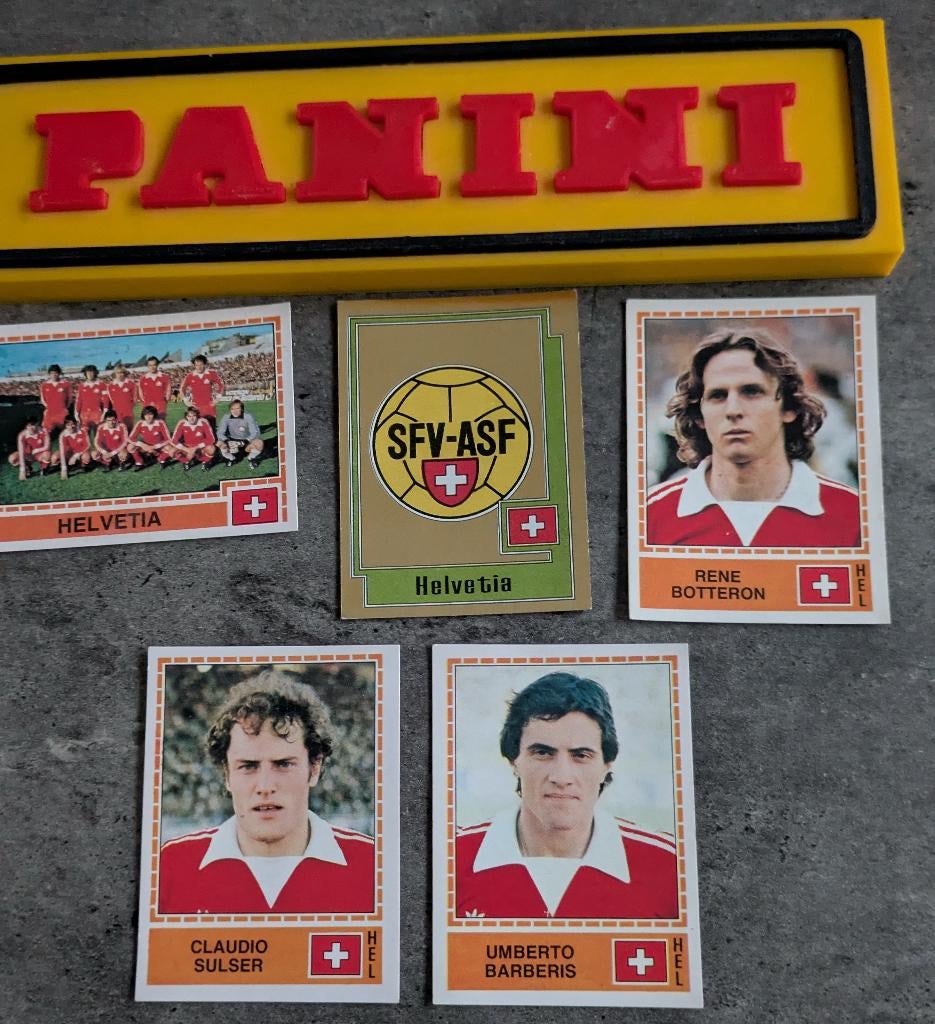 PANINI
HELVETIA
SFV-ASF
Helvetia
RENE
BOTTERON
HEL
CLAUDIO
SULSER
HEL
UMBERTO
BARBERIS
HEL